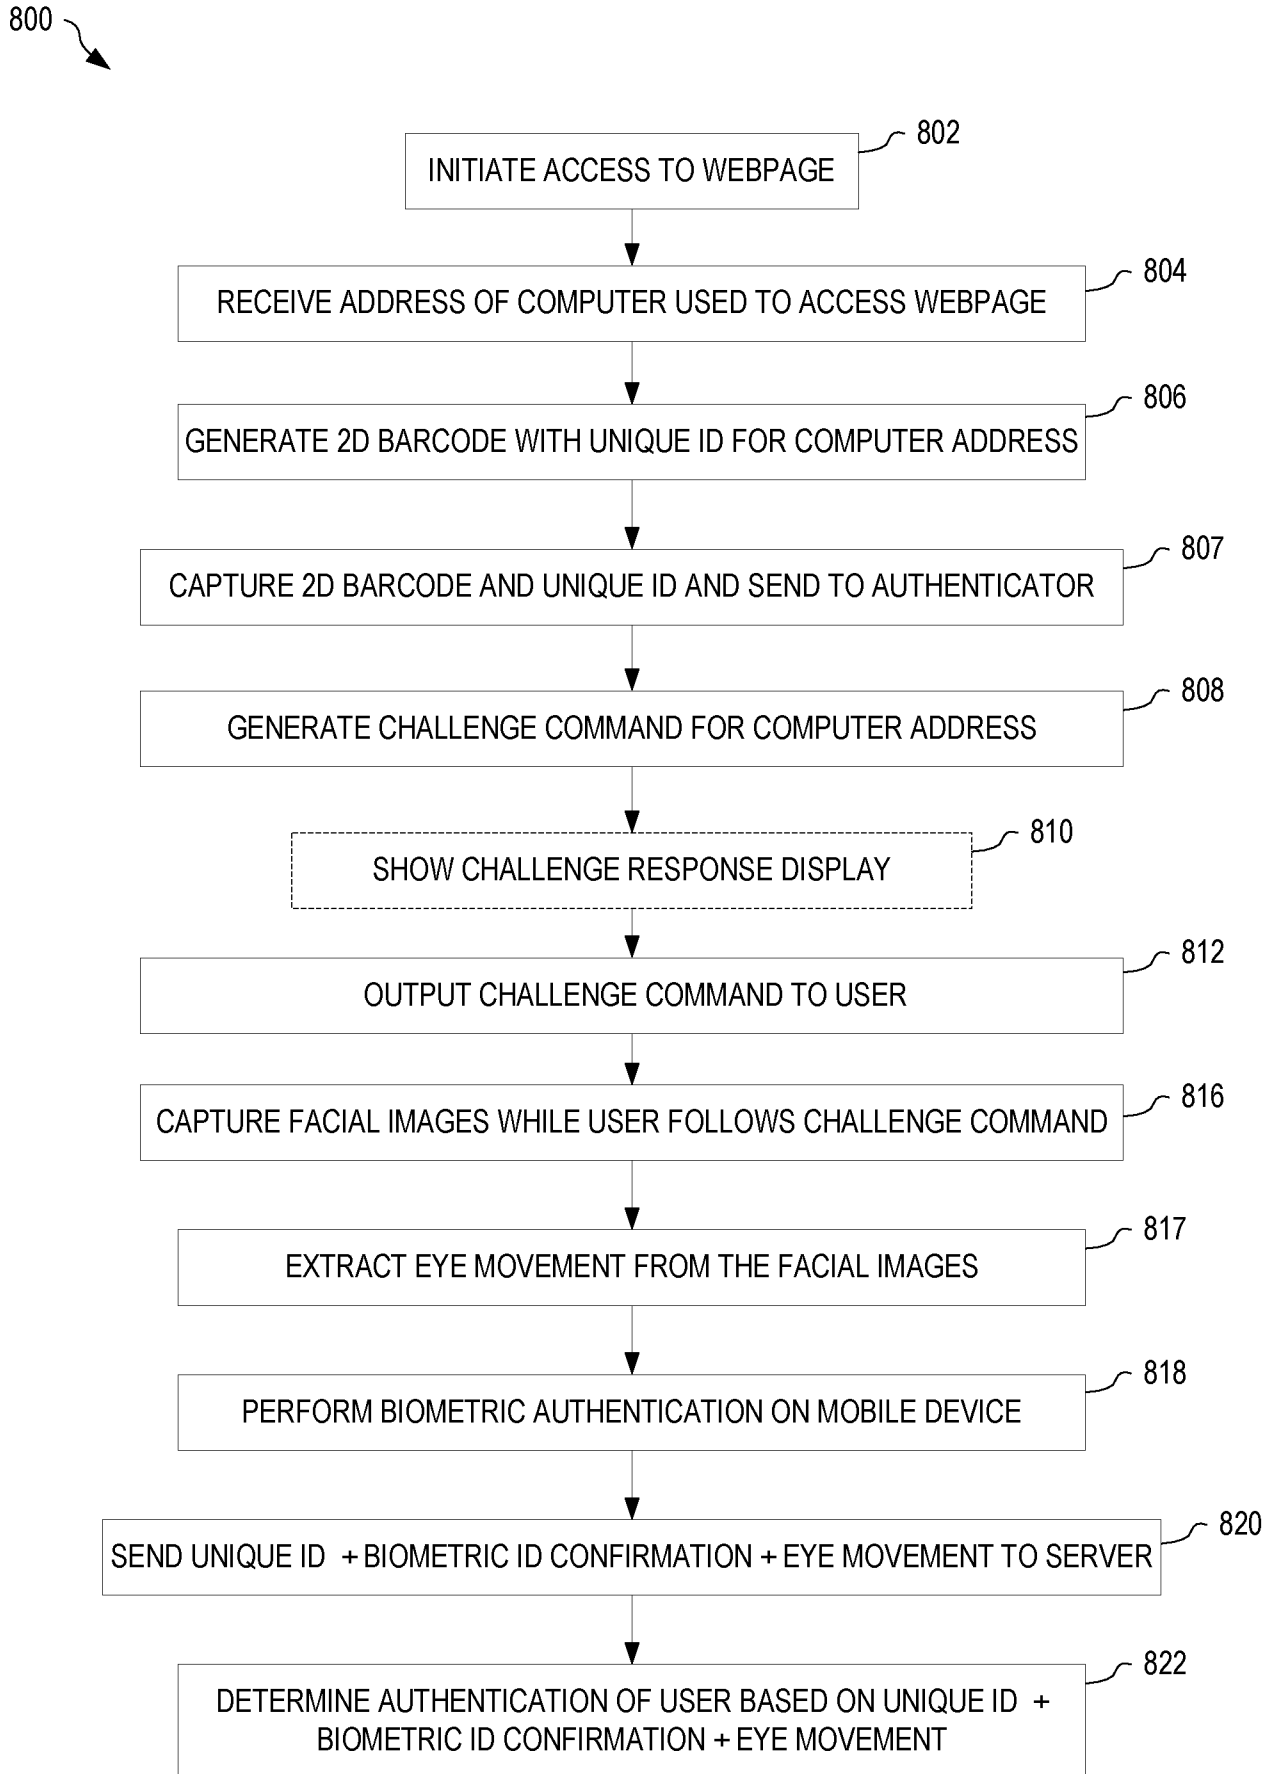 800
802
INITIATE ACCESS TO WEBPAGE
804
RECEIVE ADDRESS OF COMPUTER USED TO ACCESS WEBPAGE
806
GENERATE 2D BARCODE WITH UNIQUE ID FOR COMPUTER ADDRESS
807
CAPTURE 2D BARCODE AND UNIQUE ID AND SEND TO AUTHENTICATOR
808
GENERATE CHALLENGE COMMAND FOR COMPUTER ADDRESS
810
SHOW CHALLENGE RESPONSE DISPLAY
812
OUTPUT CHALLENGE COMMAND TO USER
816
CAPTURE FACIAL IMAGES WHILE USER FOLLOWS CHALLENGE COMMAND
817
EXTRACT EYE MOVEMENT FROM THE FACIAL IMAGES
818
PERFORM BIOMETRIC AUTHENTICATION ON MOBILE DEVICE
820
SEND UNIQUE ID + BIOMETRIC ID CONFIRMATION + EYE MOVEMENT TO SERVER
822
DETERMINE AUTHENTICATION OF USER BASED ON UNIQUE ID +
BIOMETRIC ID CONFIRMATION + EYE MOVEMENT